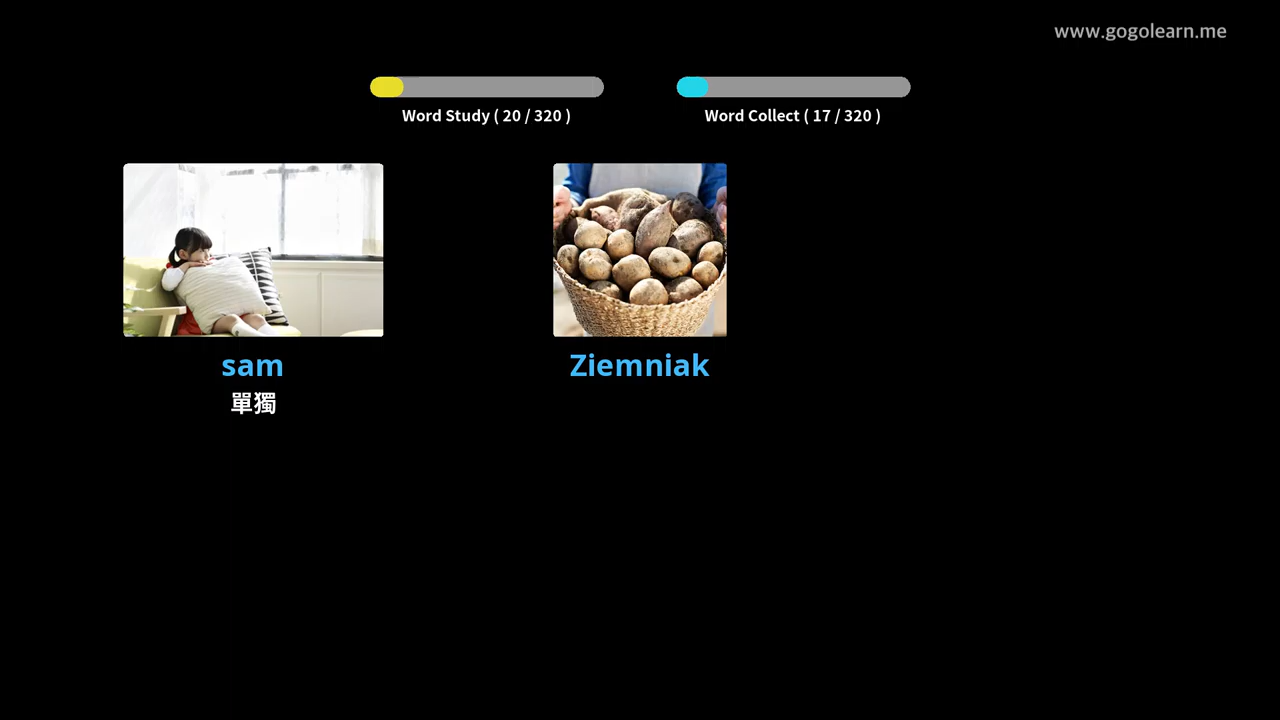 www.gogolearn.me
Word Study ( 20 / 320 )
Word Collect ( 17 / 320 )
sam
單獨
Ziemniak